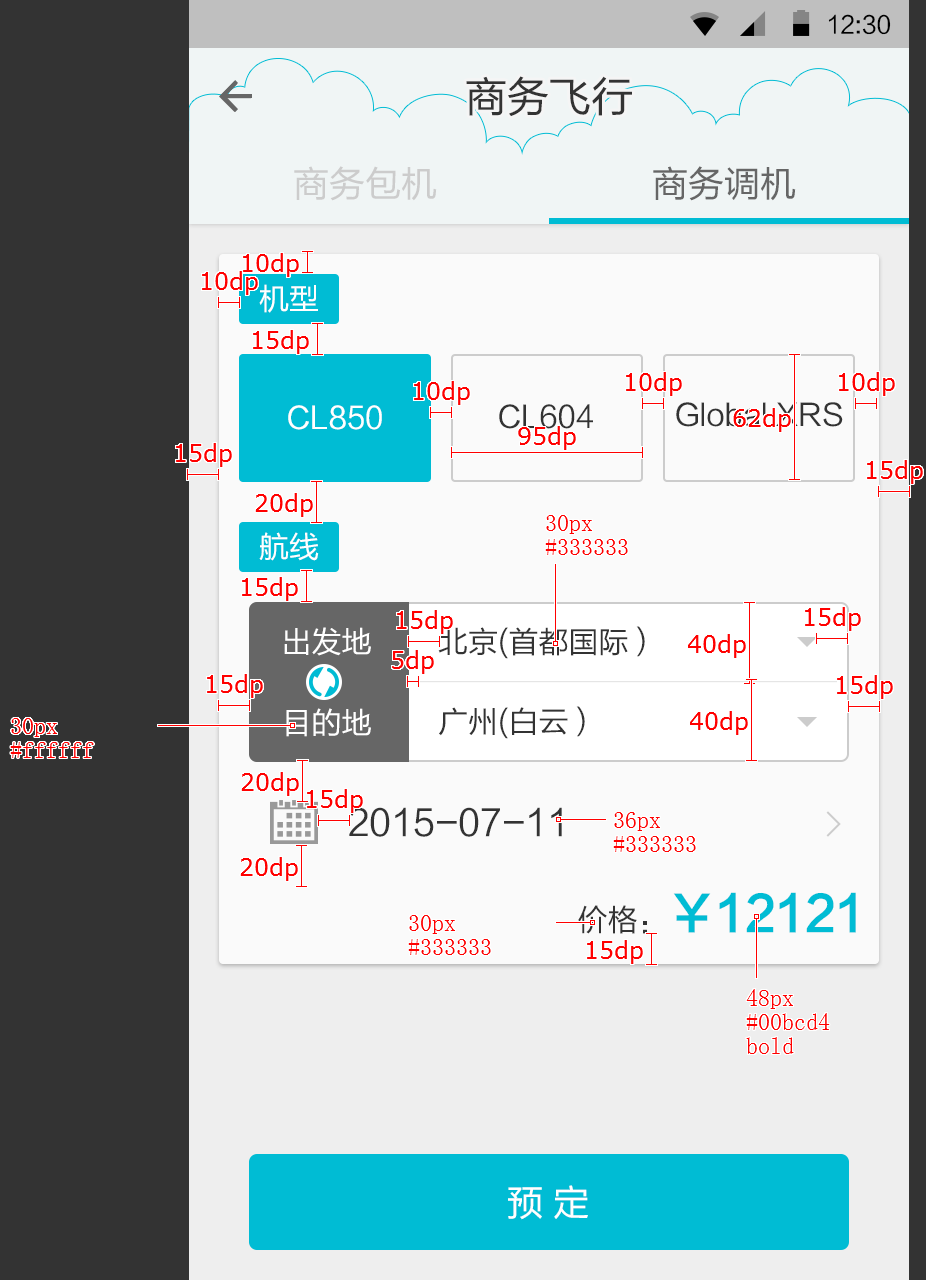 12:30
商务飞行
商务包机
商务调机
10dp
10dp
机型
15dp
CL850
10dp
CL604
95dp
10dp
Global XRS
62dp
10dp
15dp
15dp
20dp
航线
30px
#333333
15dp
出发地
15dp
北京(首都国际 )
40dp
15dp
5dp
15dp
15dp
目的地
广州(白云 )
40dp
30px
#ffffff
20dp
15dp
2015-07-11
36px
#333333
20dp
30px
#333333
价格:
¥12121
15dp
48px
#00bcd4
bold
预 定